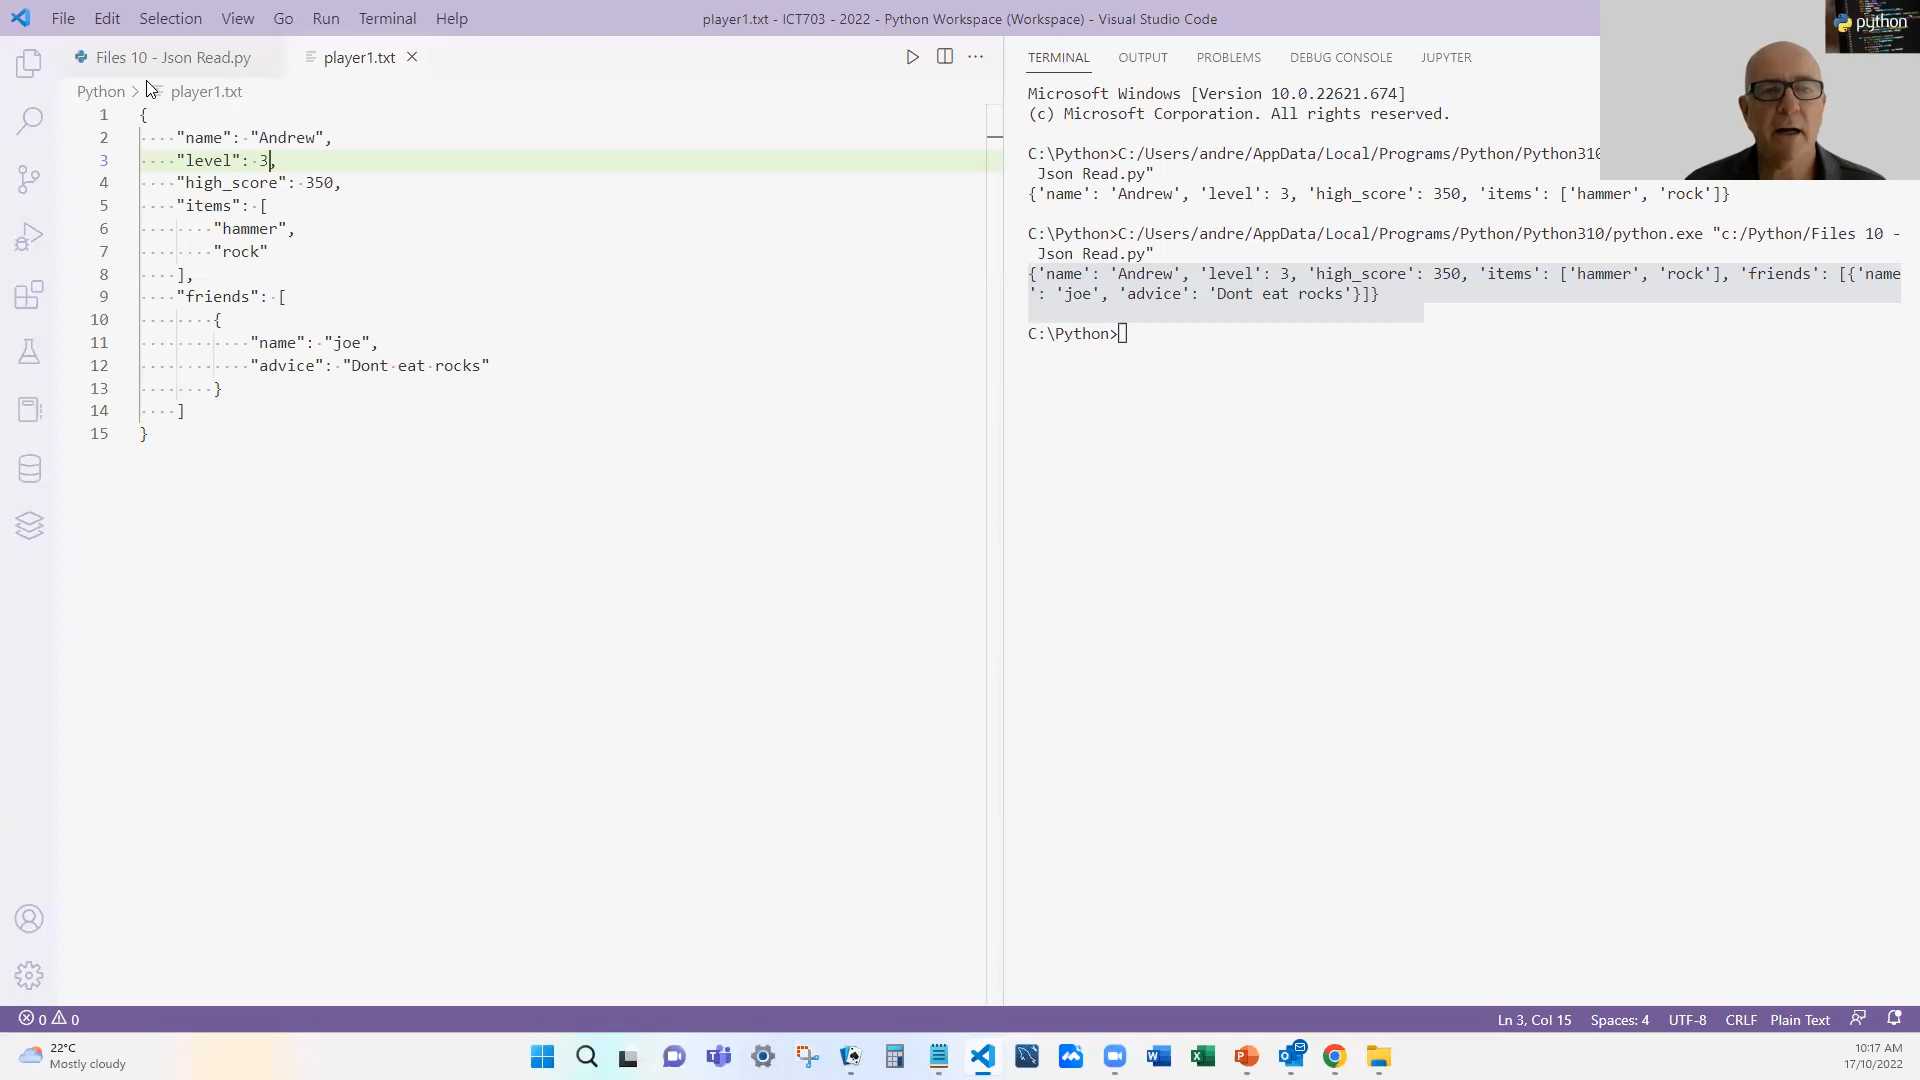 File Edit Selection View Go Run Terminal Help
player1.txt - ICT703 - 2022 - Python Workspace (Workspace) - Visual Studio Code
python
Files 10 - Json Read.py
player1.txt
Python > player1.txt
1 {
2 "name": "Andrew",
3 "level": 3,
4 "high_score": 350,
5 "items": [
6 "hammer",
7 "rock"
8 ],
9 "friends": [
10 {
11 "name": "joe",
12 "advice": "Dont eat rocks"
13 }
14 ]
15 }
TERMINAL OUTPUT PROBLEMS DEBUG CONSOLE JUPYTER
Microsoft Windows [Version 10.0.22621.674]
(c) Microsoft Corporation. All rights reserved.
C:\Python>C:/Users/andre/AppData/Local/Programs/Python/Python310
Json Read.py"
{'name': 'Andrew', 'level': 3, 'high_score': 350, 'items': ['hammer', 'rock']}
C:\Python>C:/Users/andre/AppData/Local/Programs/Python/Python310/python.exe "c:/Python/Files 10 -
Json Read.py"
{'name': 'Andrew', 'level': 3, 'high_score': 350, 'items': ['hammer', 'rock'], 'friends': [{'name
': 'joe', 'advice': 'Dont eat rocks'}]}
C:\Python>
0 0
Ln 3, Col 15 Spaces: 4 UTF-8 CRLF Plain Text
22°C
Mostly cloudy
10:17 AM
17/10/2022